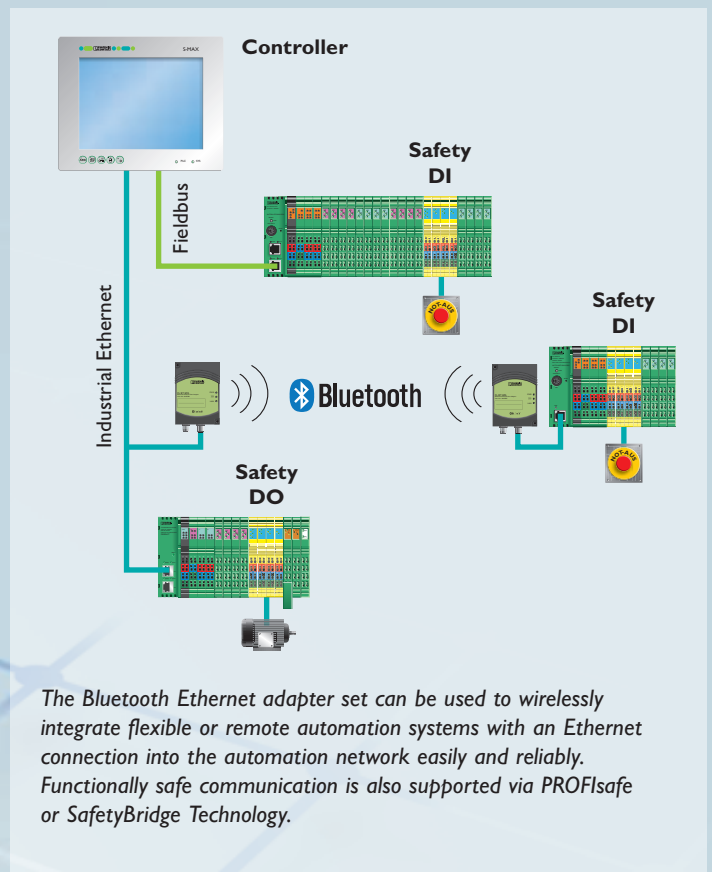 S-MAX
Controller
Safety
DI
Fieldbus
NOT-AUS
Safety
DI
Industrial Ethernet
Bluetooth
NOT-AUS
Safety
DO
The Bluetooth Ethernet adapter set can be used to wirelessly
integrate flexible or remote automation systems with an Ethernet
connection into the automation network easily and reliably.
Functionally safe communication is also supported via PROFIsafe
or SafetyBridge Technology.